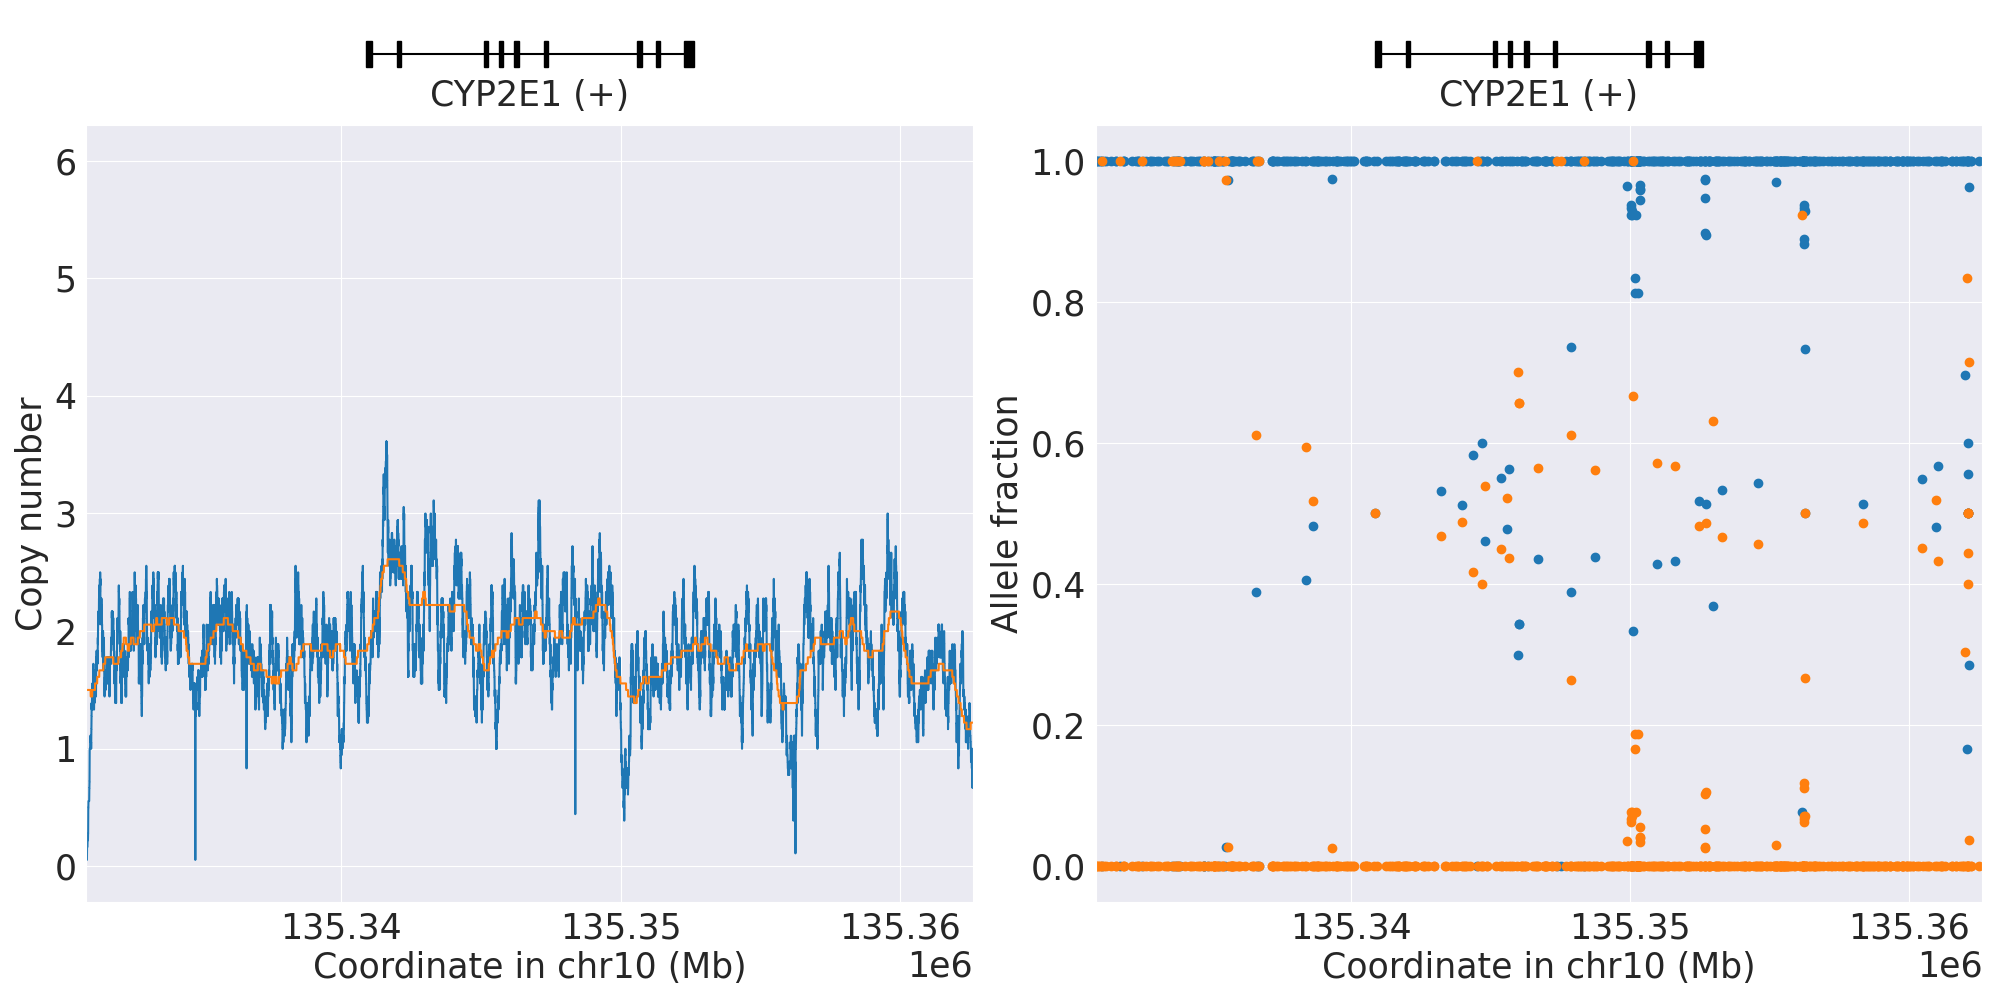 CYP2E1 (+)
Copy number
6
5
4
3
2
1
0
135.34 135.35 135.36
Coordinate in chr10 (Mb)
1e6
CYP2E1 (+)
Allele fraction
1.0
0.8
0.6
0.4
0.2
0.0
135.34 135.35 135.36
Coordinate in chr10 (Mb)
1e6